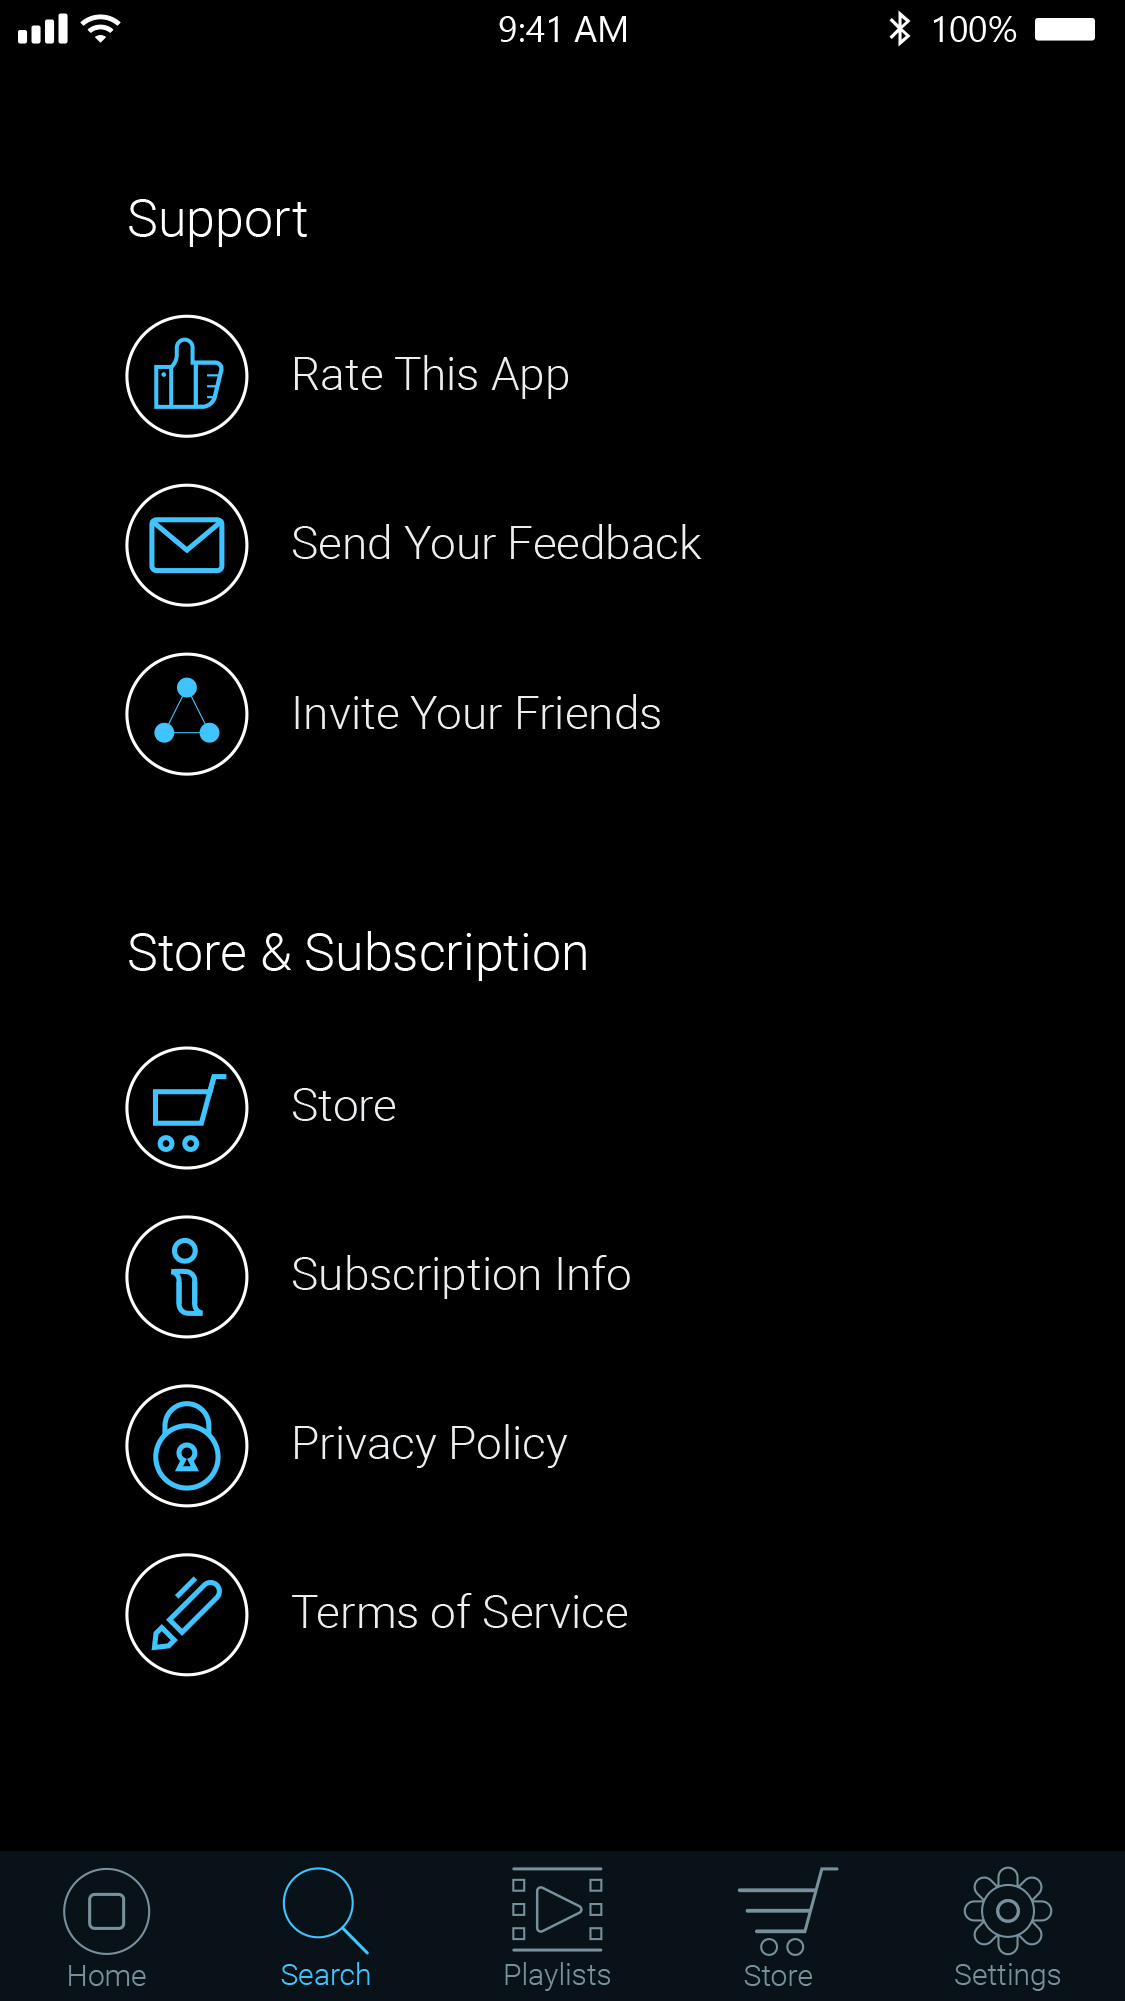 9:41 AM
100%
Support
Rate This App
Send Your Feedback
Invite Your Friends
Store & Subscription
Store
Subscription Info
Privacy Policy
Terms of Service
Home
Search
Playlists
Store
Settings